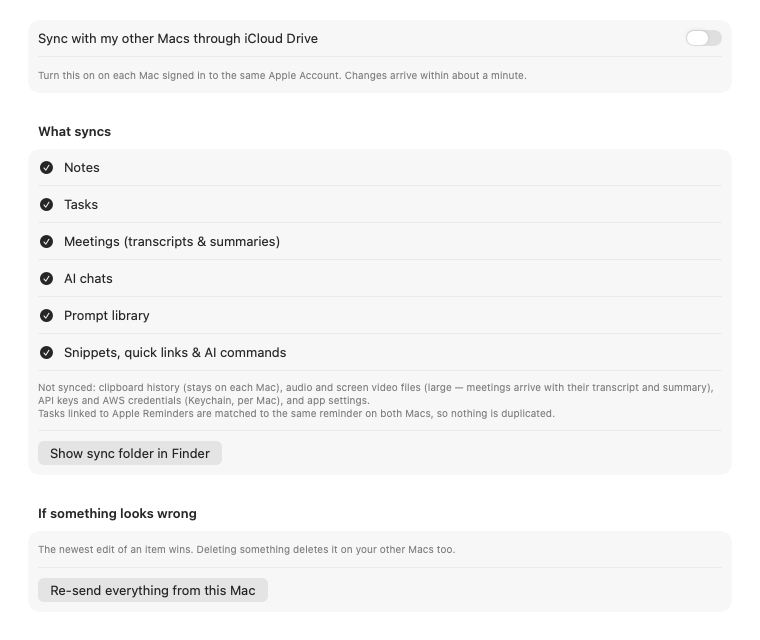 Sync with my other Macs through iCloud Drive
Turn this on on each Mac signed in to the same Apple Account. Changes arrive within about a minute.
What syncs
Notes
Tasks
Meetings (transcripts & summaries)
AI chats
Prompt library
Snippets, quick links & AI commands
Not synced: clipboard history (stays on each Mac), audio and screen video files (large — meetings arrive with their transcript and summary),
API keys and AWS credentials (Keychain, per Mac), and app settings.
Tasks linked to Apple Reminders are matched to the same reminder on both Macs, so nothing is duplicated.
Show sync folder in Finder
If something looks wrong
The newest edit of an item wins. Deleting something deletes it on your other Macs too.
Re-send everything from this Mac